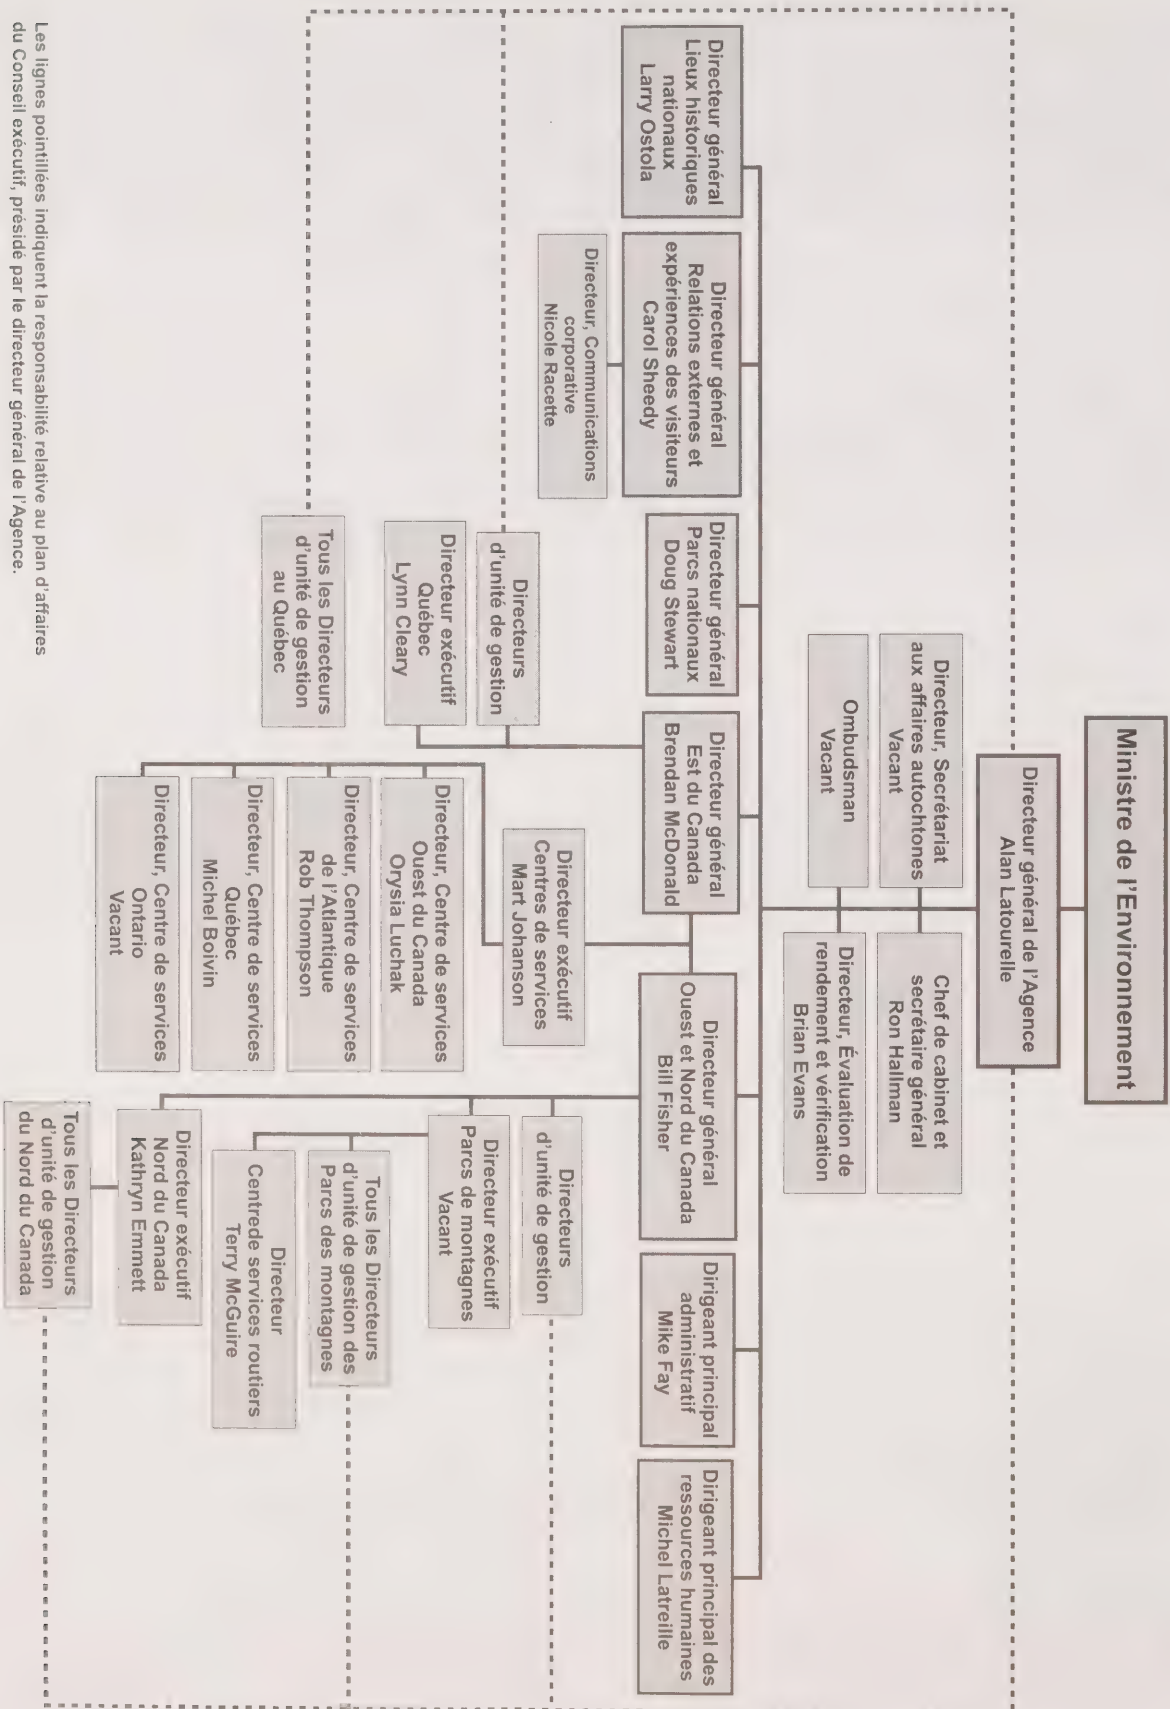 Ministre de l'Environnement
Directeur général de l'Agence
Alan Latourelle
Directeur, Secrétariat
aux affaires autochtones
Vacant
Chef de cabinet et
secrétaire général
Ron Hallman
Ombudsman
Vacant
Directeur, Évaluation de
rendement et vérification
Brian Evans
Directeur général
Lieux historiques
nationaux
Larry Ostola
Directeur général
Relations externes et
expériences des visiteurs
Carol Sheedy
Directeur général
Parcs nationaux
Doug Stewart
Directeur général
Est du Canada
Brendan McDonald
Directeur général
Ouest et Nord du Canada
Bill Fisher
Dirigeant principal
administratif
Mike Fay
Dirigeant principal des
ressources humaines
Michel Latreille
Directeur, Communications
corporative
Nicole Racette
Directeurs
d'unité de gestion
Directeur exécutif
Québec
Lynn Cleary
Tous les Directeurs
d'unité de gestion
au Québec
Directeur exécutif
Centres de services
Mart Johanson
Directeur, Centre de services
Ouest du Canada
Orysia Luchak
Directeur, Centre de services
de l'Atlantique
Rob Thompson
Directeur, Centre de services
Québec
Michel Boivin
Directeur, Centre de services
Ontario
Vacant
Directeurs
d'unité de gestion
Directeur exécutif
Parcs de montagnes
Vacant
Tous les Directeurs
d'unité de gestion des
Parcs des montagnes
Directeur
Centrede services routiers
Terry McGuire
Directeur exécutif
Nord du Canada
Kathryn Emmett
Tous les Directeurs
d'unité de gestion
du Nord du Canada
Les lignes pointillées indiquent la responsabilité relative au plan d'affaires
du Conseil exécutif, présidé par le directeur général de l'Agence.